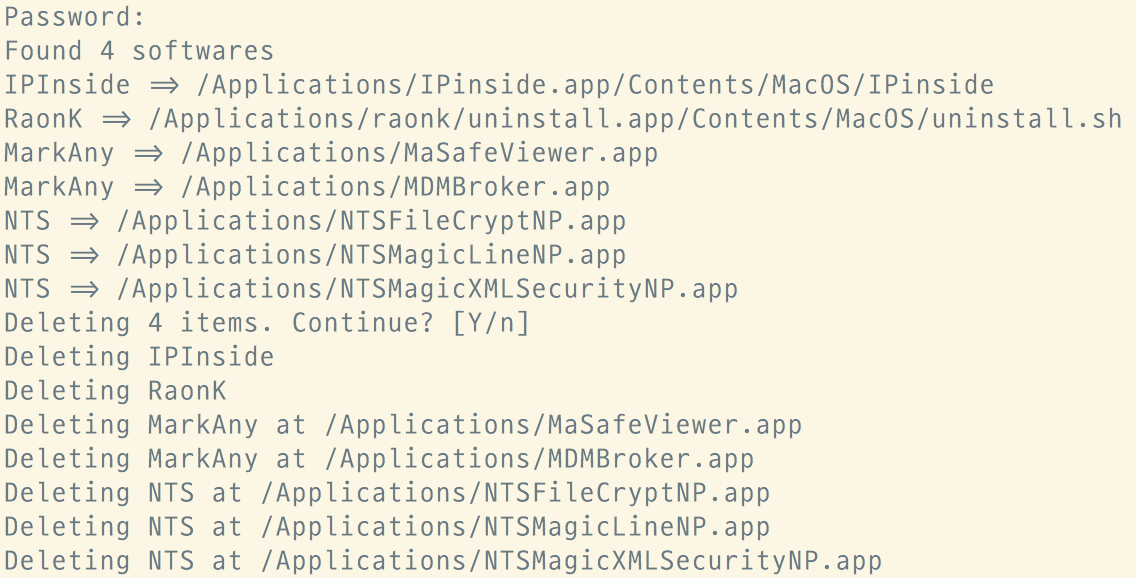 Password:
Found 4 softwares
IPInside => /Applications/IPinside.app/Contents/MacOS/IPinside
RaonK => /Applications/raonk/uninstall.app/Contents/MacOS/uninstall.sh
MarkAny => /Applications/MaSafeViewer.app
MarkAny => /Applications/MDMBroker.app
NTS => /Applications/NTSFileCryptNP.app
NTS => /Applications/NTSMagicLineNP.app
NTS => /Applications/NTSMagicXMLSecurityNP.app
Deleting 4 items. Continue? [Y/n]
Deleting IPInside
Deleting RaonK
Deleting MarkAny at /Applications/MaSafeViewer.app
Deleting MarkAny at /Applications/MDMBroker.app
Deleting NTS at /Applications/NTSFileCryptNP.app
Deleting NTS at /Applications/NTSMagicLineNP.app
Deleting NTS at /Applications/NTSMagicXMLSecurityNP.app